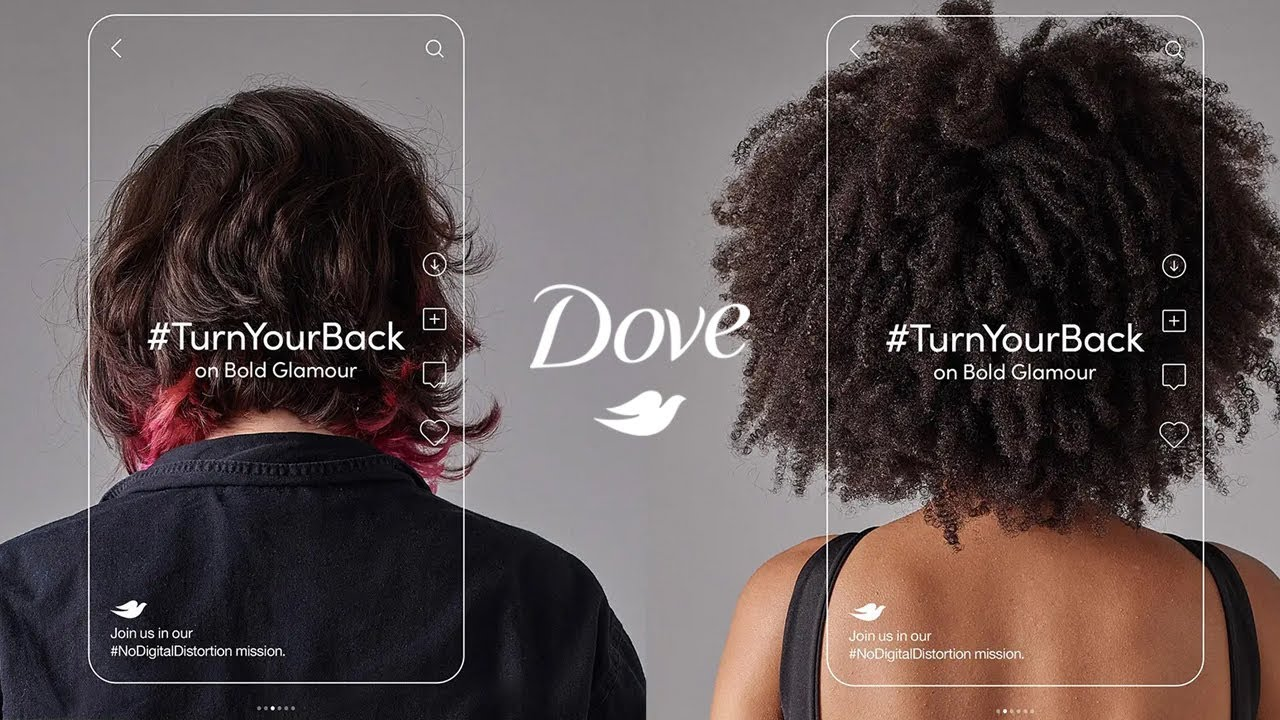 #TurnYourBack
on Bold Glamour
Join us in our
#NoDigitalDistortion mission.
Dove
#TurnYourBack
on Bold Glamour
Join us in our
#NoDigitalDistortion mission.